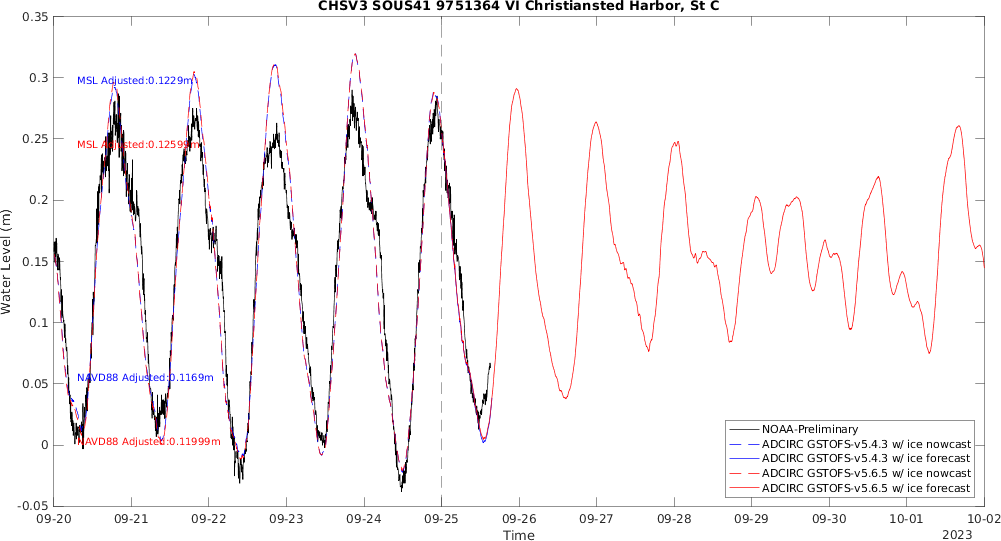 CHSV3 SOUS41 9751364 VI Christiansted Harbor, St C
0.35
0.3
0.25
0.2
0.15
0.1
0.05
0
-0.05
Water Level (m)
MSL Adjusted:0.1229m
MSL Adjusted:0.12599m
NAVD88 Adjusted:0.1169m
NAVD88 Adjusted:0.11999m
NOAA-Preliminary
ADCIRC GSTOFS-v5.4.3 w/ ice nowcast
ADCIRC GSTOFS-v5.4.3 w/ ice forecast
ADCIRC GSTOFS-v5.6.5 w/ ice nowcast
ADCIRC GSTOFS-v5.6.5 w/ ice forecast
09-20 09-21 09-22 09-23 09-24 09-25 09-26 09-27 09-28 09-29 09-30 10-01 10-02
Time
2023